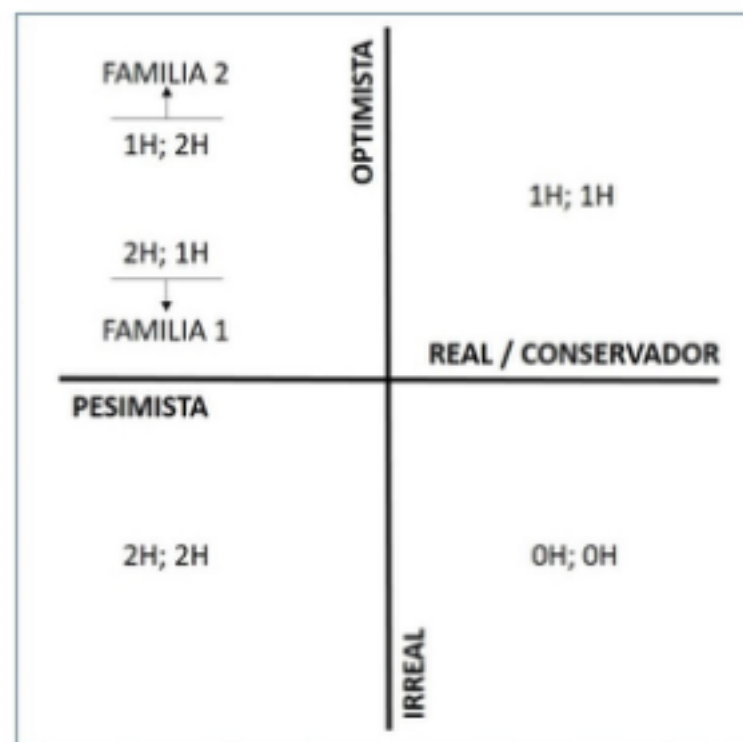 FAMILIA 2
1H; 2H
2H; 1H
FAMILIA 1
OPTIMISTA
1H; 1H
REAL / CONSERVADOR
PESIMISTA
2H; 2H
0H; 0H
IRREAL